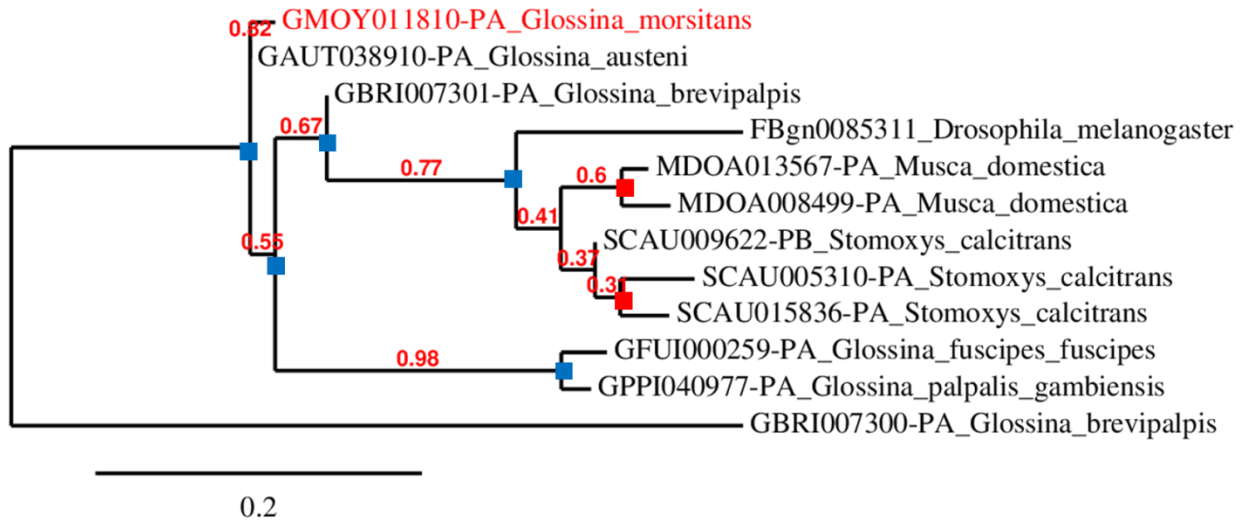 GMOY011810-PA_Glossina_morsitans
0.82
GAUT038910-PA_Glossina_austeni
GBRI007301-PA_Glossina_brevipalpis
0.67
FBgn0085311_Drosophila_melanogaster
0.77
MDOA013567-PA_Musca_domestica
0.6
MDOA008499-PA_Musca_domestica
0.41
SCAU009622-PB_Stomoxys_calcitrans
0.55
0.37
SCAU005310-PA_Stomoxys_calcitrans
SCAU015836-PA_Stomoxys_calcitrans
GFUI000259-PA_Glossina_fuscipes_fuscipes
0.98
GPPI040977-PA_Glossina_palpalis_gambiensis
GBRI007300-PA_Glossina_brevipalpis
0.2